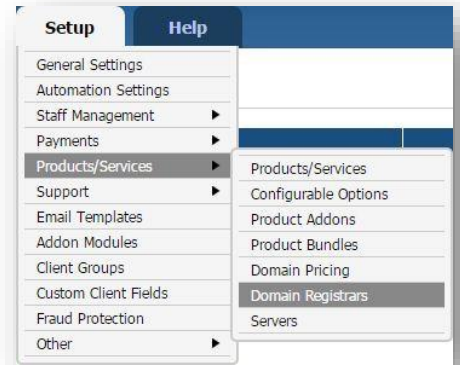 Setup Help
General Settings
Automation Settings
Staff Management
Payments
Products/Services
Support
Email Templates
Addon Modules
Client Groups
Custom Client Fields
Fraud Protection
Other
Products/Services
Configurable Options
Product Addons
Product Bundles
Domain Pricing
Domain Registrars
Servers